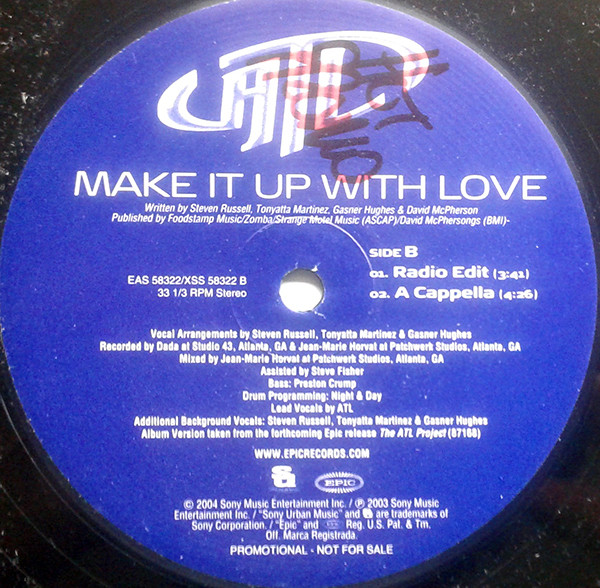 ATL
MAKE IT UP WITH LOVE
Written by Steven Russell, Tonyatta Martinez, Gasner Hughes & David McPherson
Published by Foodstamp Music/Zomba/Strange Motel Music (ASCAP)/David McPhersongs (BMI)-
EAS 58322/XSS 58322 B
33 1/3 RPM Stereo
SIDE B
01. Radio Edit (3:41)
02. A Cappella (4:26)
Vocal Arrangements by Steven Russell, Tonyatta Martinez & Gasner Hughes
Recorded by Dada at Studio 43, Atlanta, GA & Jean-Marie Horvat at Patchwerk Studios, Atlanta, GA
Mixed by Jean-Marie Horvat at Patchwerk Studios, Atlanta, GA
Assisted by Steve Fisher
Bass: Preston Crump
Drum Programming: Night & Day
Lead Vocals by ATL
Additional Background Vocals: Steven Russell, Tonyatta Martinez & Gasner Hughes
Album Version taken from the forthcoming Epic release The ATL Project (87168)
WWW.EPICRECORDS.COM
EPIC
© 2004 Sony Music Entertainment Inc. / ℗ 2003 Sony Music
Entertainment Inc. / "Sony Urban Music" and are trademarks of
Sony Corporation. / "Epic" and Reg. U.S. Pat. & Tm.
Off. Marca Registrada.
PROMOTIONAL - NOT FOR SALE